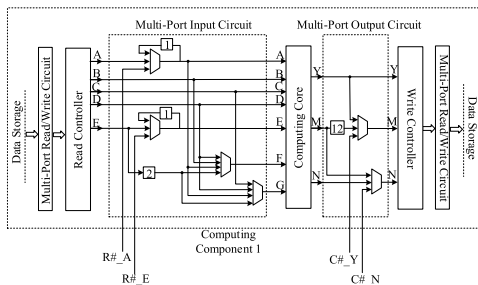 Multi-Port Input Circuit
Multi-Port Output Circuit
Data Storage
Multi-Port Read/Write Circuit
Read Controller
A
B
C
D
E
1
1
2
A
B
C
D
E
F
G
Computing Core
Y
M
N
12
Y
M
N
Write Controller
Multi-Port Read/Write Circuit
Data Storage
Computing
Component 1
R#_A
R#_E
C#_Y
C#_N